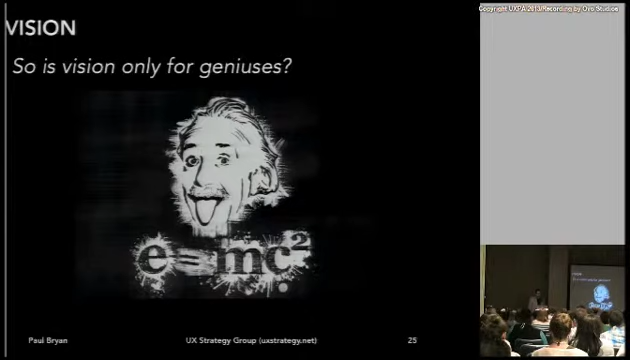 Copyright UXPA 2013/Recording by Ovo Studios
VISION
So is vision only for geniuses?
e=mc²
Paul Bryan
UX Strategy Group (uxstrategy.net)
25